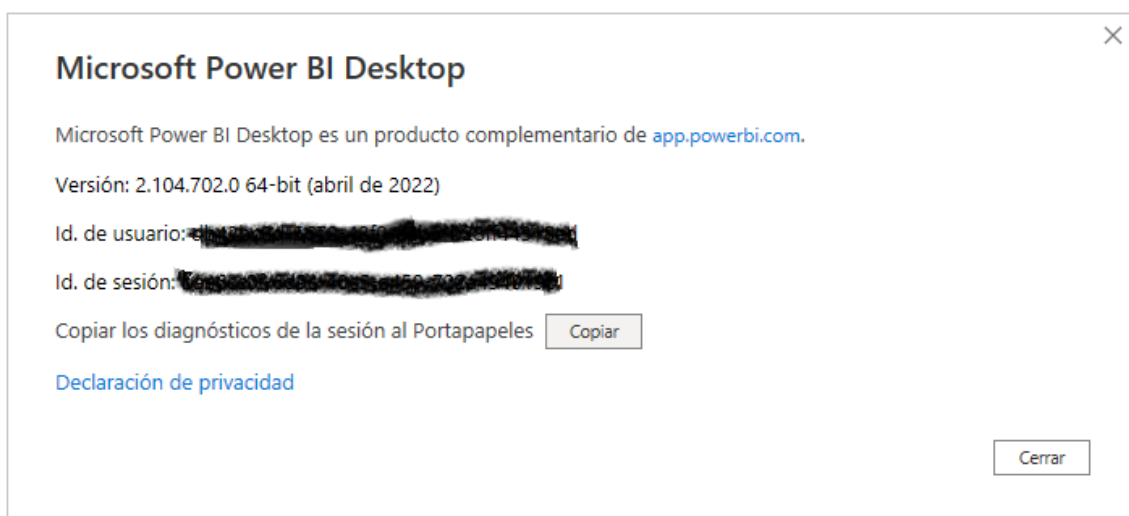 Microsoft Power BI Desktop
Microsoft Power BI Desktop es un producto complementario de app.powerbi.com.
Versión: 2.104.702.0 64-bit (abril de 2022)
Id. de usuario:
Id. de sesión:
Copiar los diagnósticos de la sesión al Portapapeles Copiar
Declaración de privacidad
Cerrar